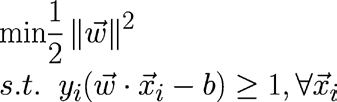 min 1/2 ‖w⃗‖²
s.t. yᵢ(w⃗ · x⃗ᵢ − b) ≥ 1, ∀x⃗ᵢ